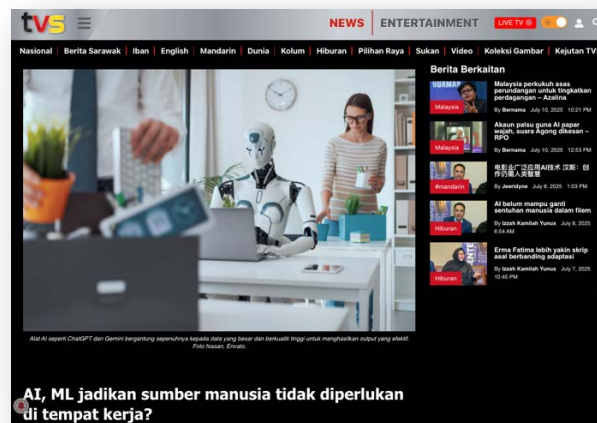 tvs
NEWS ENTERTAINMENT LIVE TV
Nasional Berita Sarawak Iban English Mandarin Dunia Kolum Hiburan Pilihan Raya Sukan Video Koleksi Gambar Kejutan TVS
Berita Berkaitan
Malaysia
Malaysia perkukuh asas
perundangan untuk tingkatkan
perdagangan – Azalina
By Bernama July 10, 2025 10:21 PM
Malaysia
Akaun palsu guna AI papar
wajah, suara Agong dikesan –
RPO
By Bernama July 10, 2025 12:53 PM
#mandarin
电影业广泛应用AI技术 汉斯：创
作仍需人类智慧
By Jeeridyne July 8, 2025 1:03 PM
Hiburan
AI belum mampu ganti
sentuhan manusia dalam filem
By Izzah Kamilah Yunus July 8, 2025
6:54 AM
Hiburan
Erma Fatima lebih yakin skrip
asal berbanding adaptasi
By Izzah Kamilah Yunus July 7, 2025
10:45 PM
Alat AI seperti ChatGPT dan Gemini bergantung sepenuhnya kepada data yang besar dan berkualiti tinggi untuk menghasilkan output yang efektif.
Foto hiasan, Envato.
AI, ML jadikan sumber manusia tidak diperlukan
di tempat kerja?